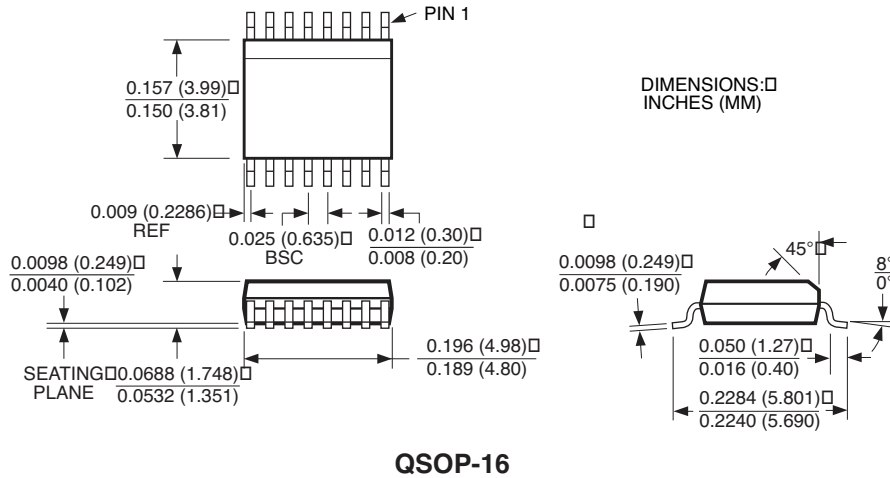 PIN 1
0.157 (3.99)□
0.150 (3.81)
DIMENSIONS:□
INCHES (MM)
0.009 (0.2286)□
REF
0.025 (0.635)□
BSC
0.012 (0.30)□
0.008 (0.20)
□
45°□
0.0098 (0.249)□
0.0040 (0.102)
0.0098 (0.249)□
0.0075 (0.190)
8°
0°
SEATING□
PLANE
0.0688 (1.748)□
0.0532 (1.351)
0.196 (4.98)□
0.189 (4.80)
0.050 (1.27)□
0.016 (0.40)
0.2284 (5.801)□
0.2240 (5.690)
QSOP-16